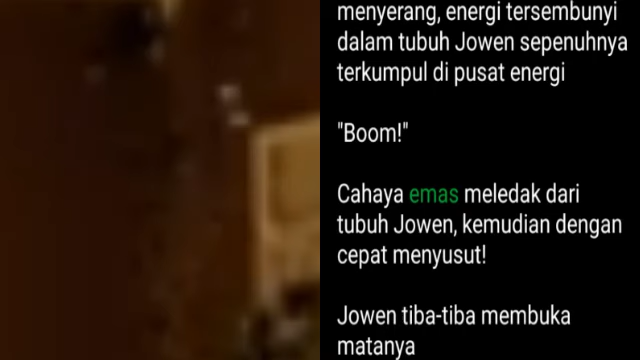 menyerang, energi tersembunyi
dalam tubuh Jowen sepenuhnya
terkumpul di pusat energi
"Boom!"
Cahaya emas meledak dari
tubuh Jowen, kemudian dengan
cepat menyusut!
Jowen tiba-tiba membuka
matanya